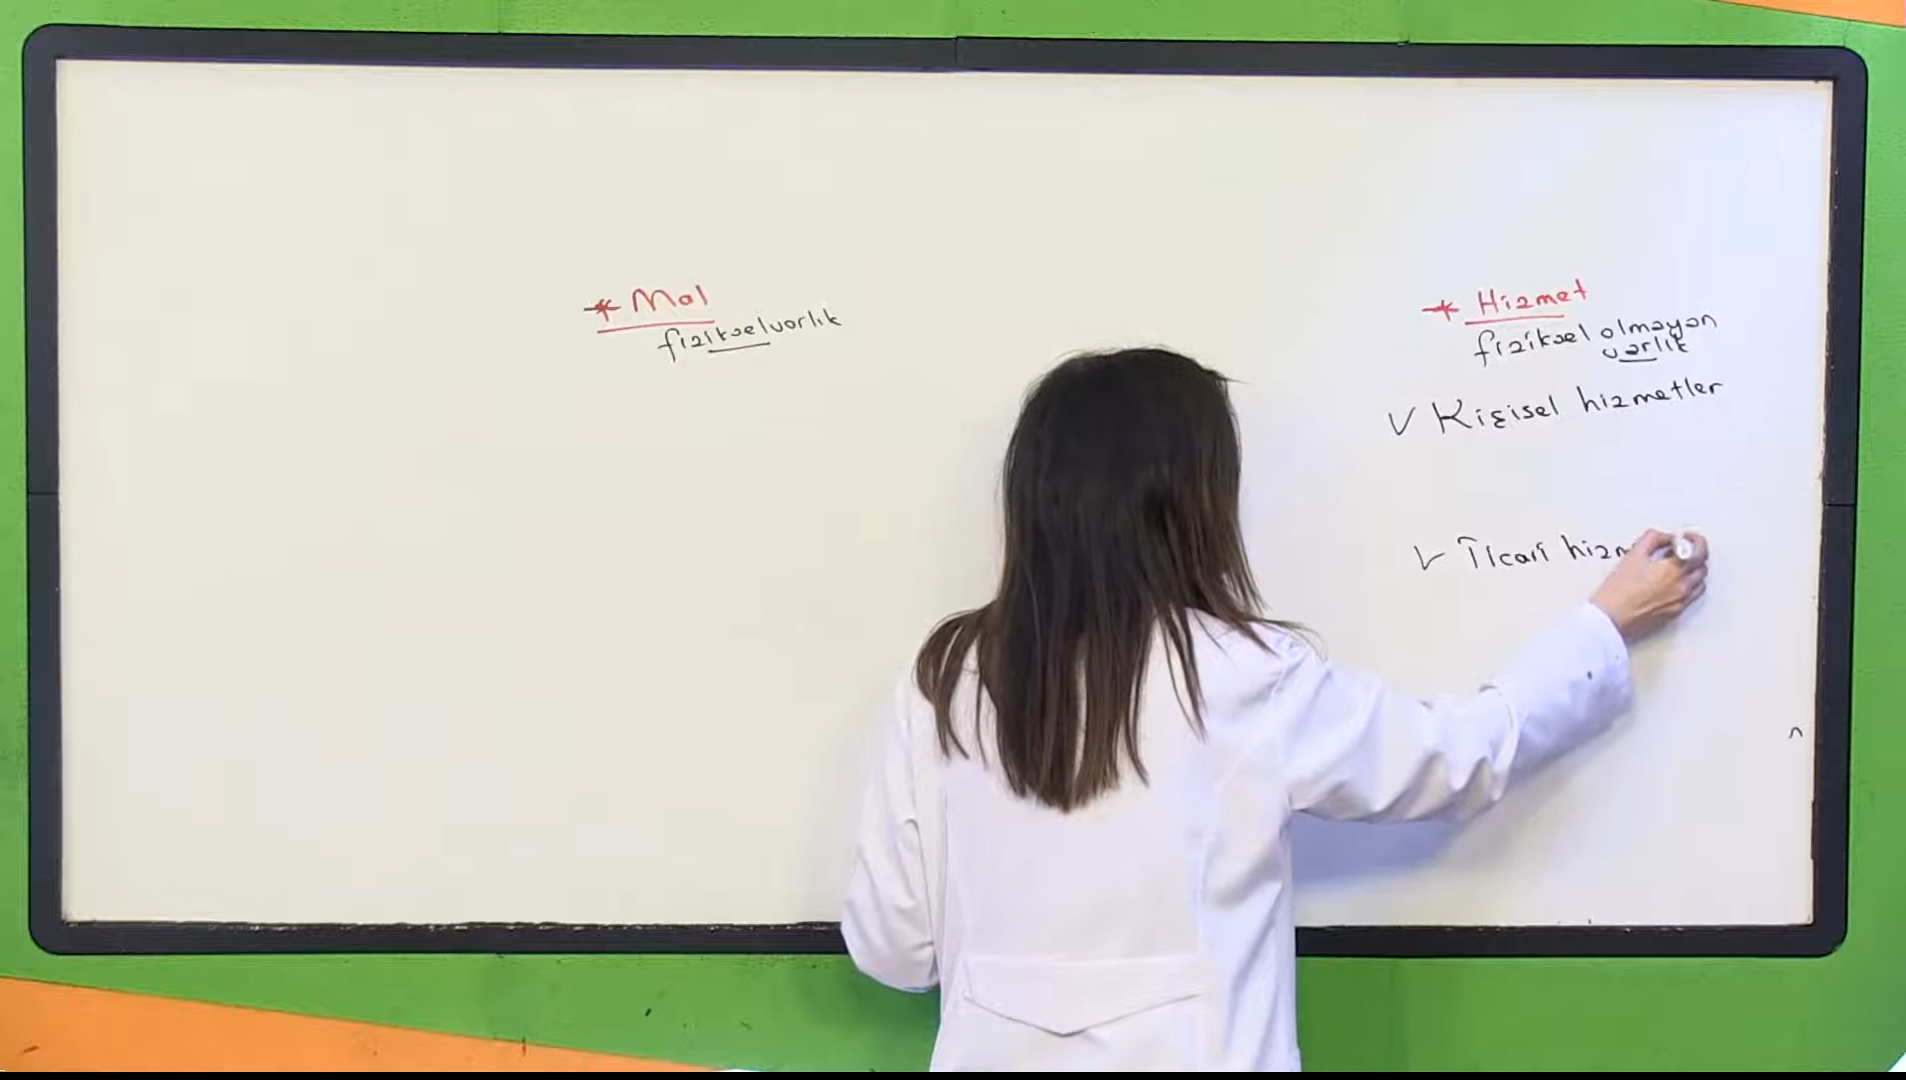 * Mal
fiziksel varlık
* Hizmet
fiziksel olmayan
varlık
✓ Kişisel hizmetler
✓ Ticari hizm